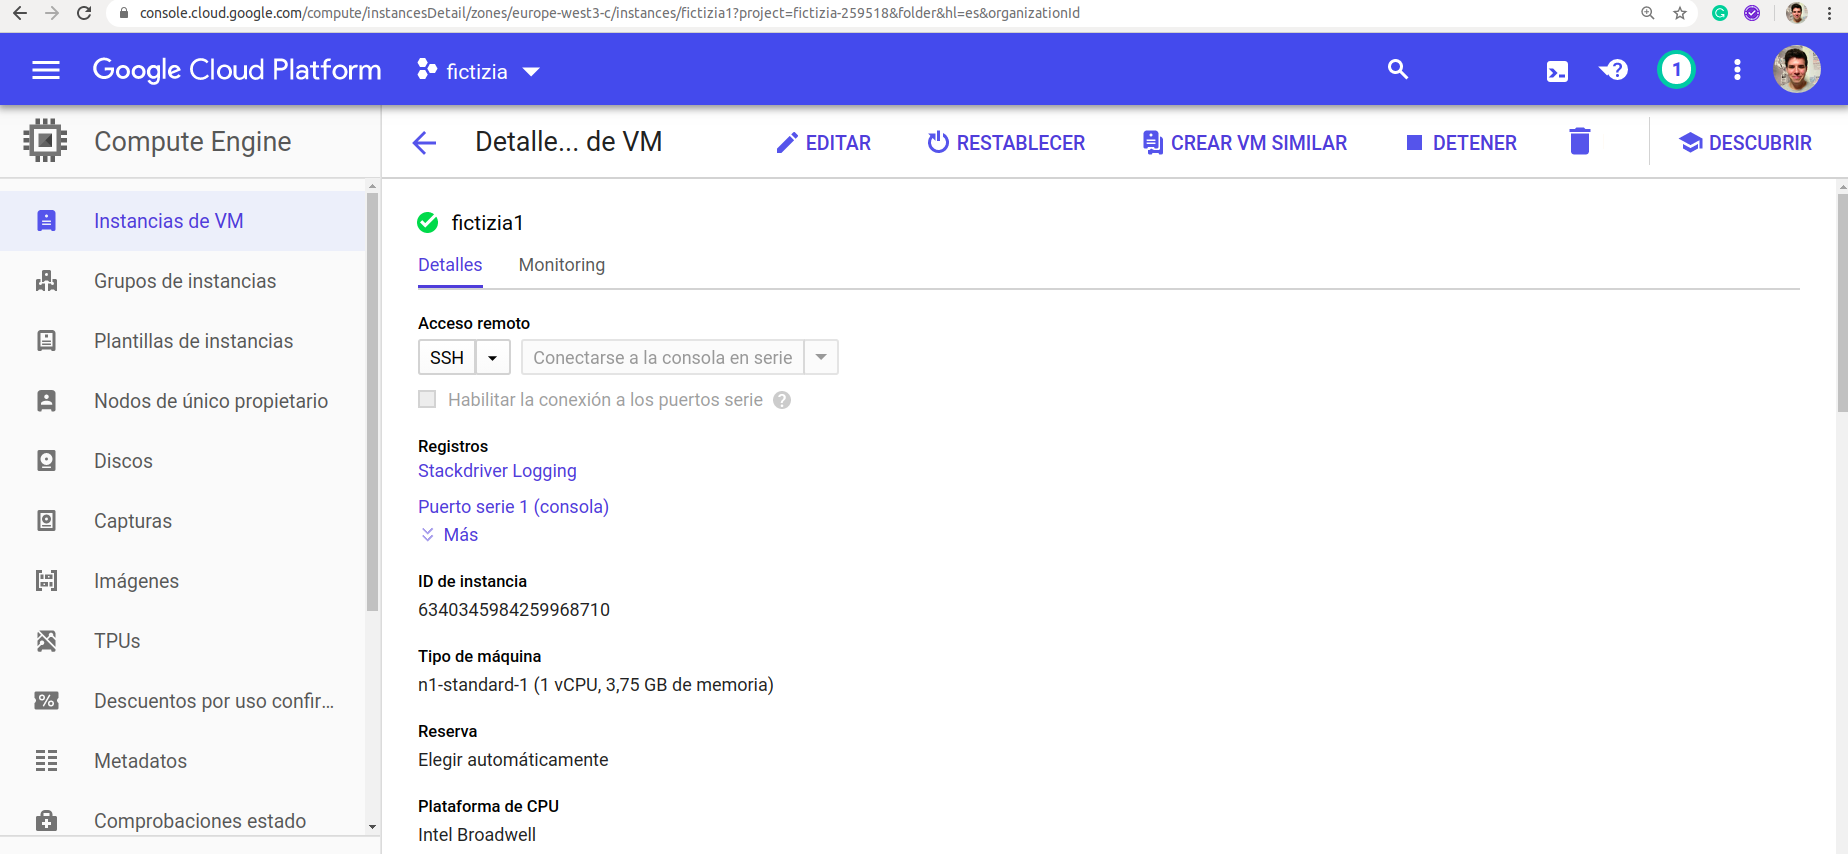 console.cloud.google.com/compute/instancesDetail/zones/europe-west3-c/instances/fictizia1?project=fictizia-259518&folder&hl=es&organizationId
Google Cloud Platform fictizia 1
Compute Engine
Detalle... de VM EDITAR RESTABLECER CREAR VM SIMILAR DETENER DESCUBRIR
Instancias de VM
Grupos de instancias
Plantillas de instancias
Nodos de único propietario
Discos
Capturas
Imágenes
TPUs
Descuentos por uso confir...
Metadatos
Comprobaciones estado
fictizia1
Detalles Monitoring
Acceso remoto
SSH Conectarse a la consola en serie
Habilitar la conexión a los puertos serie ?
Registros
Stackdriver Logging
Puerto serie 1 (consola)
Más
ID de instancia
6340345984259968710
Tipo de máquina
n1-standard-1 (1 vCPU, 3,75 GB de memoria)
Reserva
Elegir automáticamente
Plataforma de CPU
Intel Broadwell